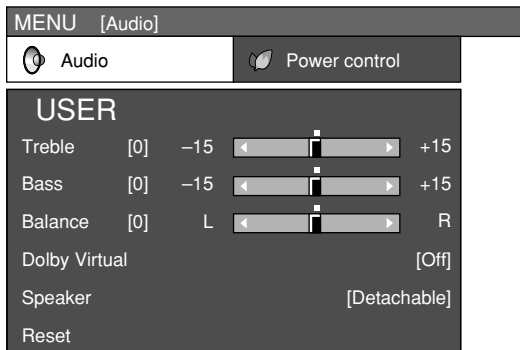 MENU [Audio]
Audio Power control
USER
Treble [0] –15 +15
Bass [0] –15 +15
Balance [0] L R
Dolby Virtual [Off]
Speaker [Detachable]
Reset